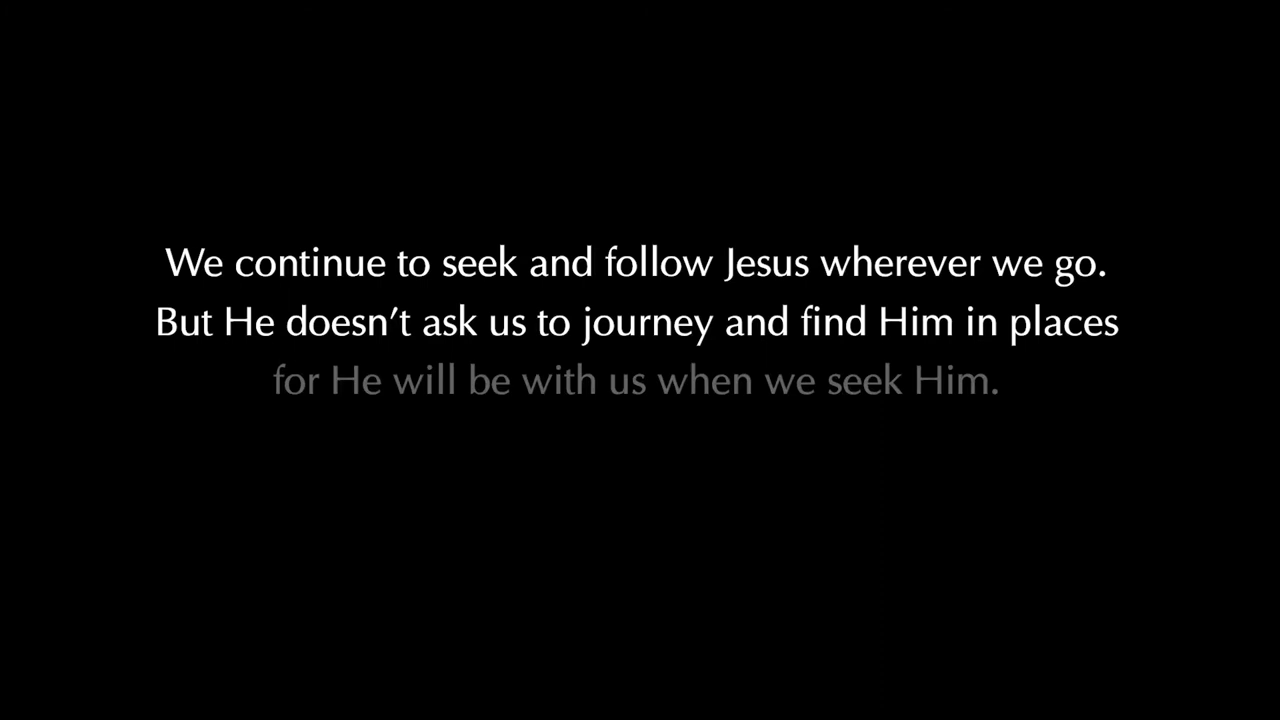 We continue to seek and follow Jesus wherever we go.
But He doesn't ask us to journey and find Him in places
for He will be with us when we seek Him.